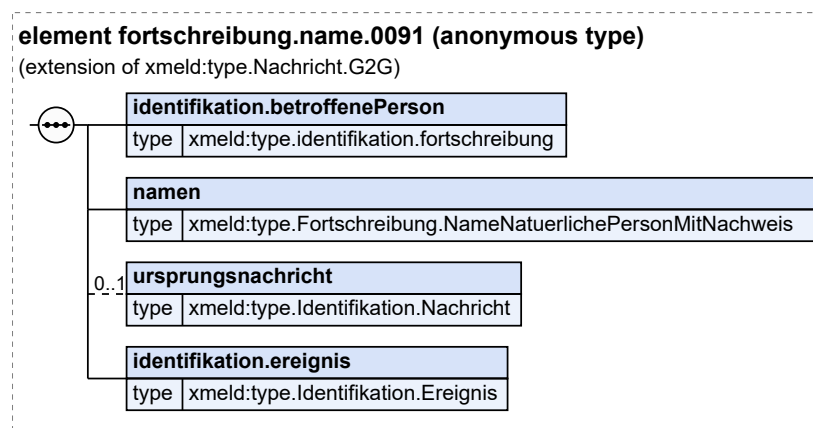 element fortschreibung.name.0091 (anonymous type)
(extension of xmeld:type.Nachricht.G2G)
identifikation.betroffenePerson
type xmeld:type.identifikation.fortschreibung
namen
type xmeld:type.Fortschreibung.NameNatuerlichePersonMitNachweis
0..1 ursprungsnachricht
type xmeld:type.Identifikation.Nachricht
identifikation.ereignis
type xmeld:type.Identifikation.Ereignis